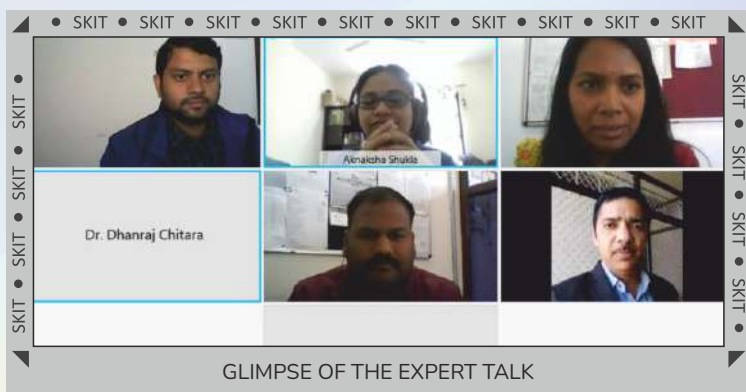 • SKIT • SKIT • SKIT • SKIT • SKIT • SKIT • SKIT • SKIT • SKIT • SKIT
SKIT • SKIT • SKIT • SKIT •
Aknaksha Shukla
Dr. Dhanraj Chitara
SKIT • SKIT • SKIT • SKIT •
GLIMPSE OF THE EXPERT TALK